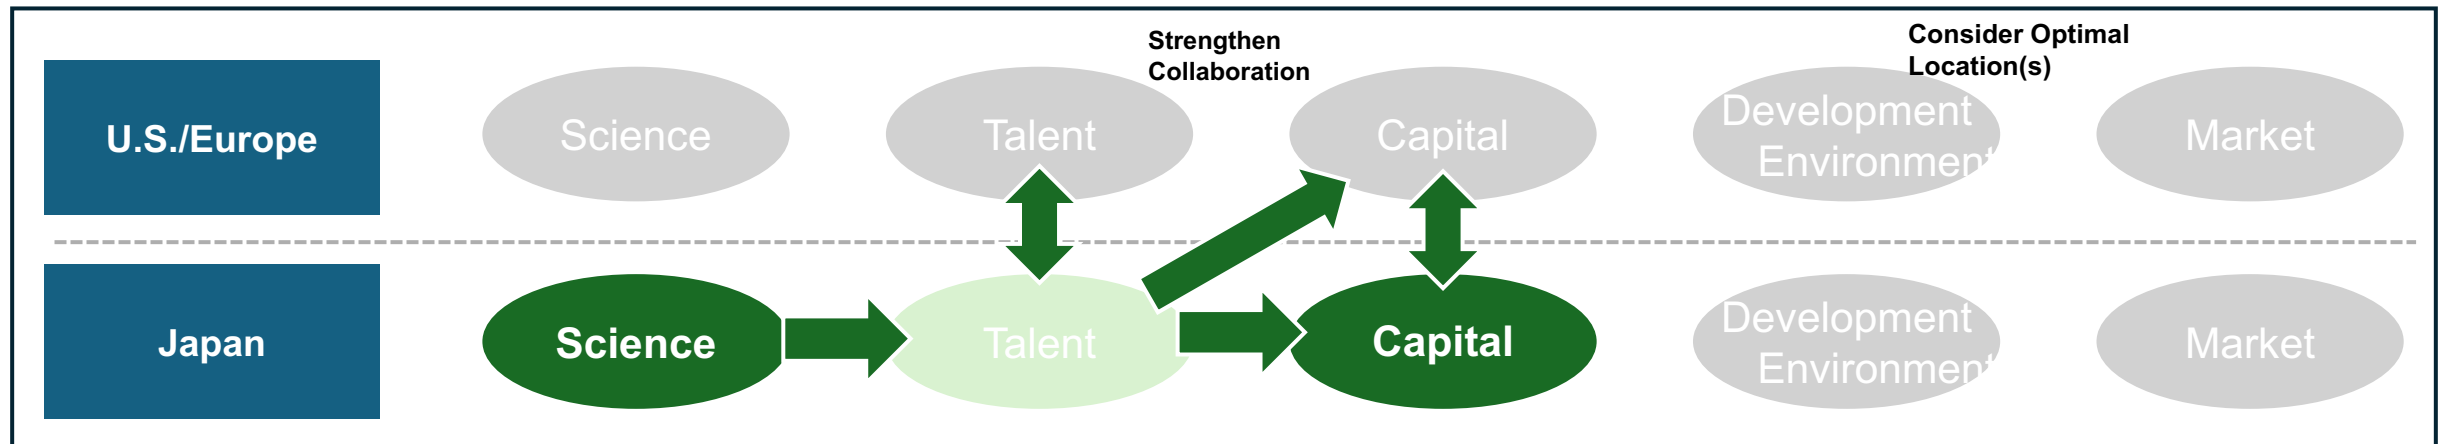 Strengthen
Collaboration
Consider Optimal
Location(s)
U.S./Europe
Science
Talent
Capital
Development
Environment
Market
Japan
Science
Talent
Capital
Development
Environment
Market